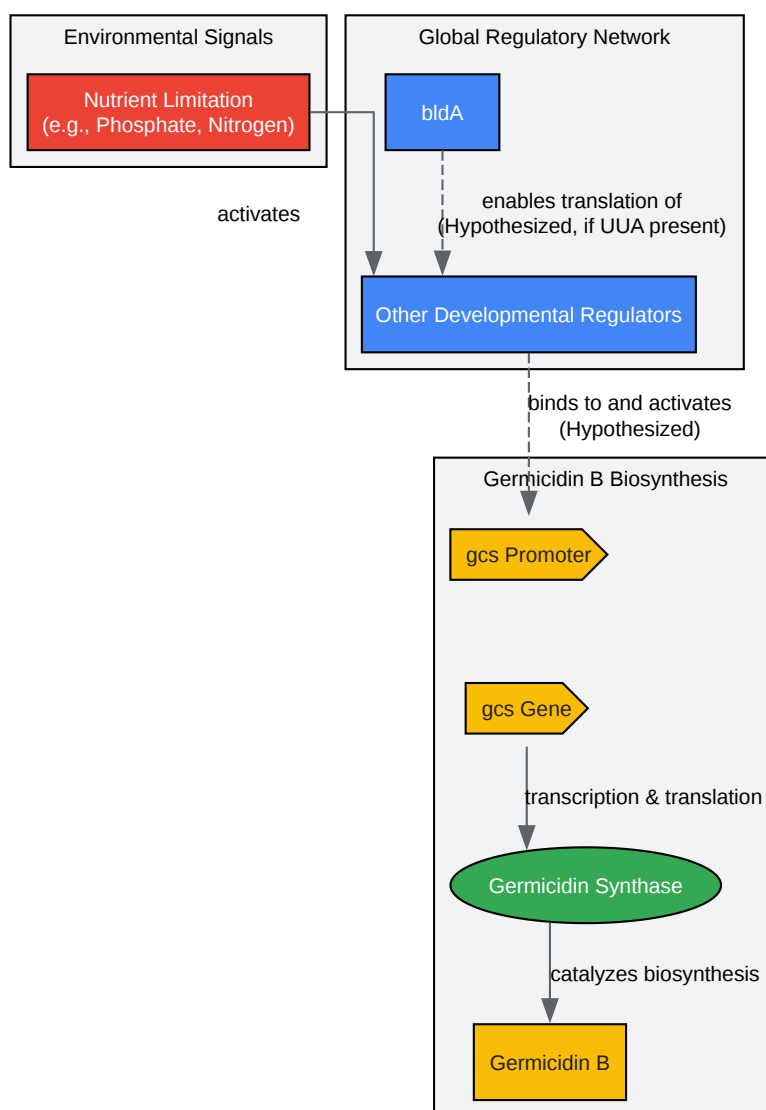 Environmental Signals
Global Regulatory Network
Nutrient Limitation
(e.g., Phosphate, Nitrogen)
bldA
activates
enables translation of
(Hypothesized, if UUA present)
Other Developmental Regulators
binds to and activates
(Hypothesized)
Germicidin B Biosynthesis
gcs Promoter
gcs Gene
transcription & translation
Germicidin Synthase
catalyzes biosynthesis
Germicidin B